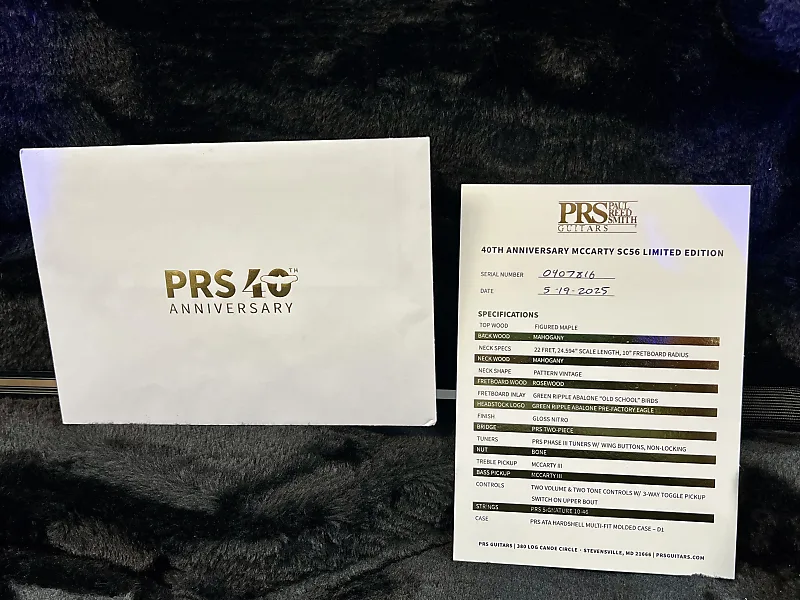 PRS 40TH
ANNIVERSARY
PRS PAUL REED SMITH
GUITARS
40TH ANNIVERSARY MCCARTY SC56 LIMITED EDITION
SERIAL NUMBER 0407816
DATE 5-19-2025
SPECIFICATIONS
TOP WOOD FIGURED MAPLE
BACK WOOD MAHOGANY
NECK SPECS 22 FRET, 24.594" SCALE LENGTH, 10" FRETBOARD RADIUS
NECK WOOD MAHOGANY
NECK SHAPE PATTERN VINTAGE
FRETBOARD WOOD ROSEWOOD
FRETBOARD INLAY GREEN RIPPLE ABALONE "OLD SCHOOL" BIRDS
HEADSTOCK LOGO GREEN RIPPLE ABALONE PRE-FACTORY EAGLE
FINISH GLOSS NITRO
BRIDGE PRS TWO-PIECE
TUNERS PRS PHASE III TUNERS W/ WING BUTTONS, NON-LOCKING
NUT BONE
TREBLE PICKUP MCCARTY III
BASS PICKUP MCCARTY III
CONTROLS TWO VOLUME & TWO TONE CONTROLS W/ 3-WAY TOGGLE PICKUP
SWITCH ON UPPER BOUT
STRINGS PRS SIGNATURE 10-46
CASE PRS ATA HARDSHELL MULTI-FIT MOLDED CASE – D1
PRS GUITARS | 380 LOG CANOE CIRCLE · STEVENSVILLE, MD 21666 | PRSGUITARS.COM